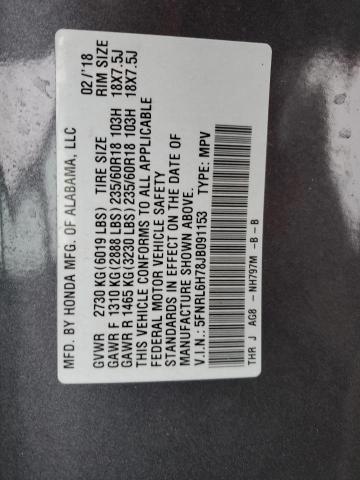 MFD. BY HONDA MFG. OF ALABAMA, LLC 02/'18
GVWR 2730 KG(6019 LBS) TIRE SIZE RIM SIZE
GAWR F 1310 KG(2888 LBS) 235/60R18 103H 18X7.5J
GAWR R 1465 KG(3230 LBS) 235/60R18 103H 18X7.5J
THIS VEHICLE CONFORMS TO ALL APPLICABLE
FEDERAL MOTOR VEHICLE SAFETY
STANDARDS IN EFFECT ON THE DATE OF
MANUFACTURE SHOWN ABOVE.
V.I.N.: 5FNRL6H78JB091153 TYPE: MPV
THR J AG8 - NH797M -B - B